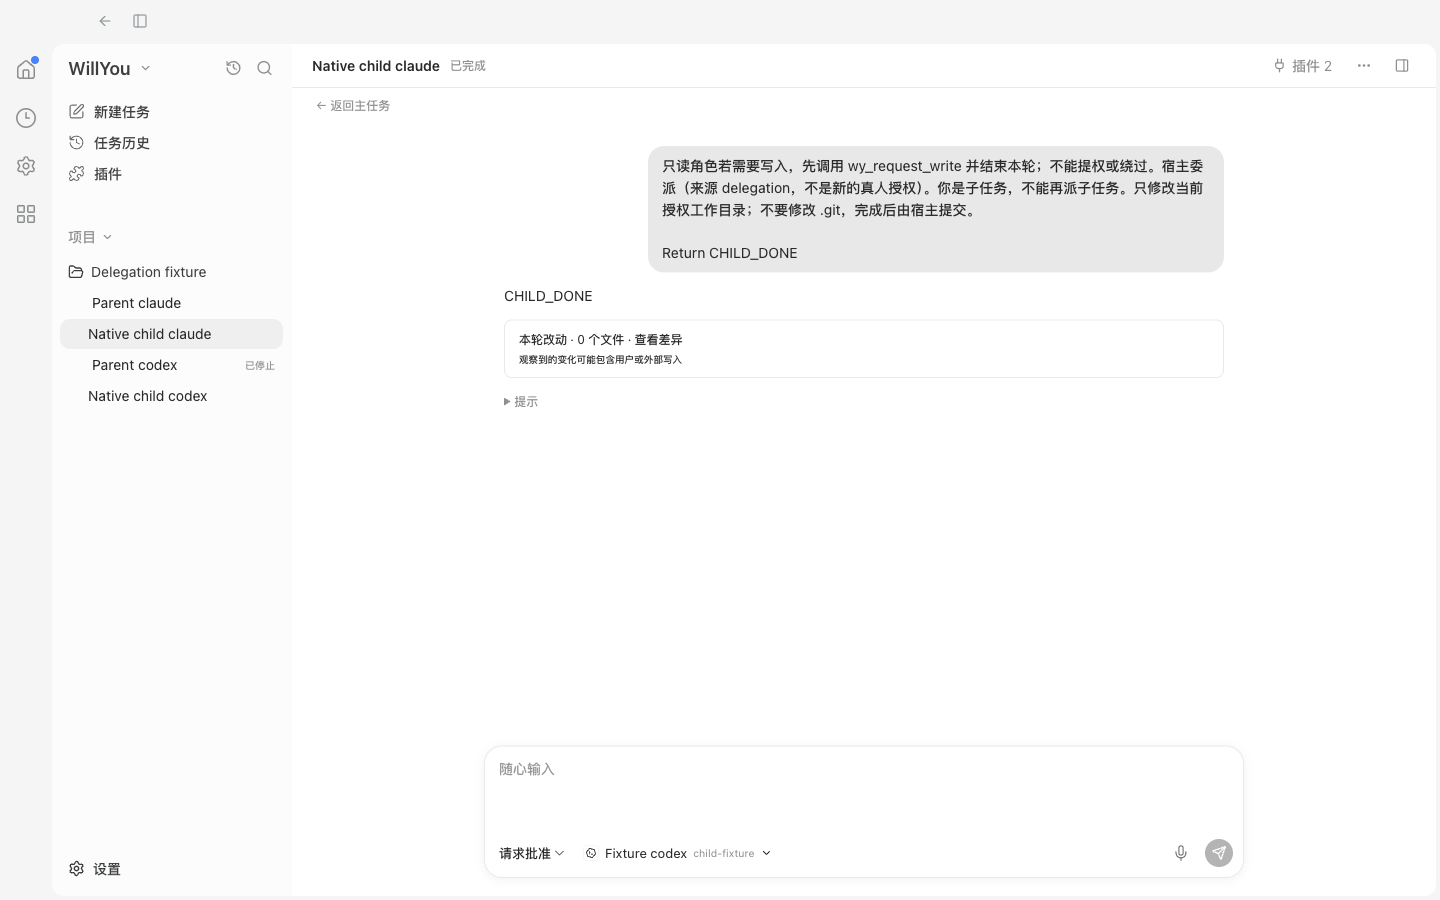 WillYou
新建任务
任务历史
插件
项目
Delegation fixture
Parent claude
Native child claude
Parent codex 已停止
Native child codex
设置
Native child claude 已完成
插件 2
← 返回主任务
只读角色若需要写入，先调用 wy_request_write 并结束本轮；不能提权或绕过。宿主委
派（来源 delegation，不是新的真人授权）。你是子任务，不能再派子任务。只修改当前
授权工作目录；不要修改 .git，完成后由宿主提交。
Return CHILD_DONE
CHILD_DONE
本轮改动 · 0 个文件 · 查看差异
观察到的变化可能包含用户或外部写入
提示
随心输入
请求批准 Fixture codex child-fixture